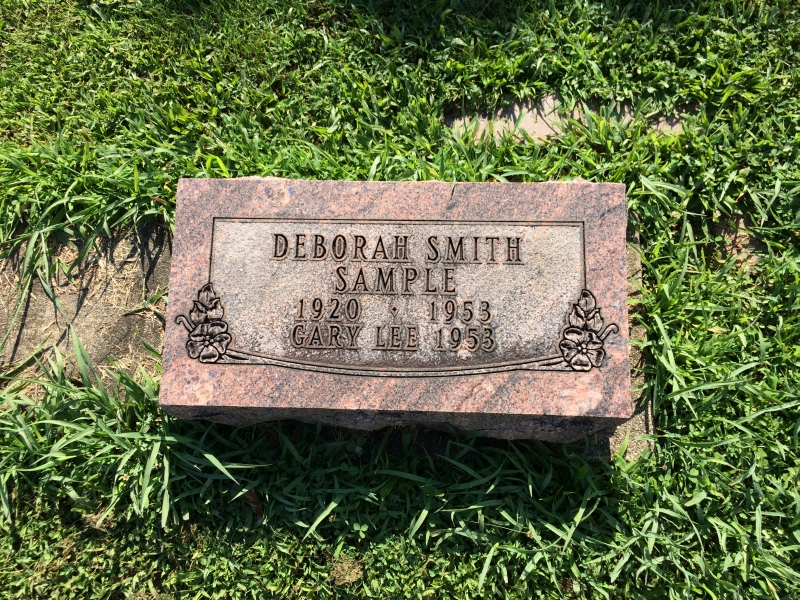 DEBORAH SMITH
SAMPLE
1920 · 1953
GARY LEE 1953